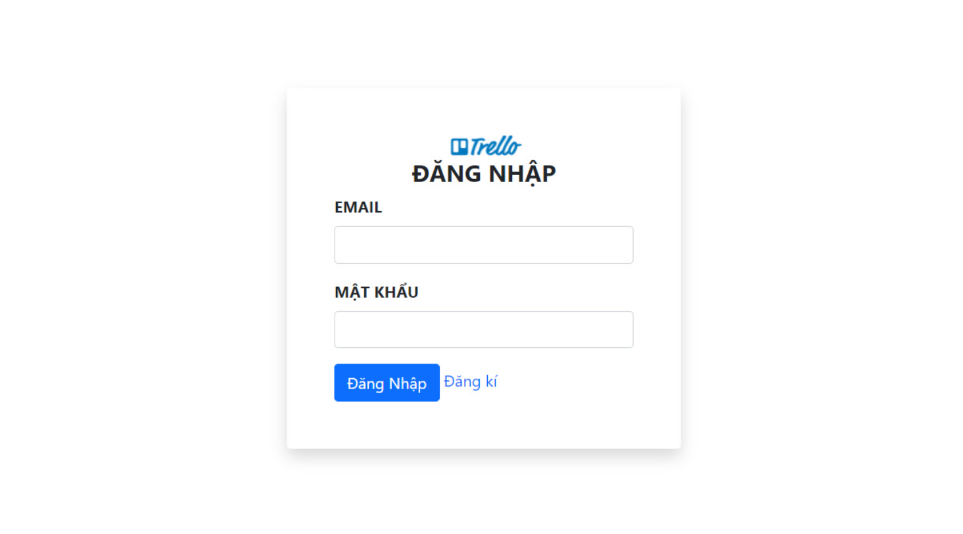 Trello
ĐĂNG NHẬP
EMAIL
MẬT KHẨU
Đăng Nhập Đăng kí